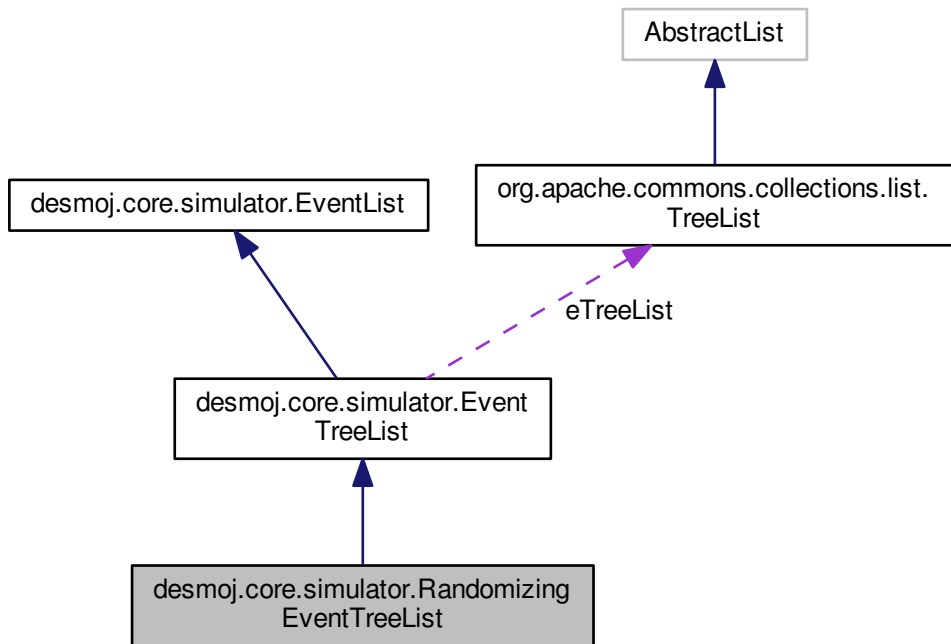 AbstractList
desmoj.core.simulator.EventList
org.apache.commons.collections.list.
TreeList
eTreeList
desmoj.core.simulator.Event
TreeList
desmoj.core.simulator.Randomizing
EventTreeList